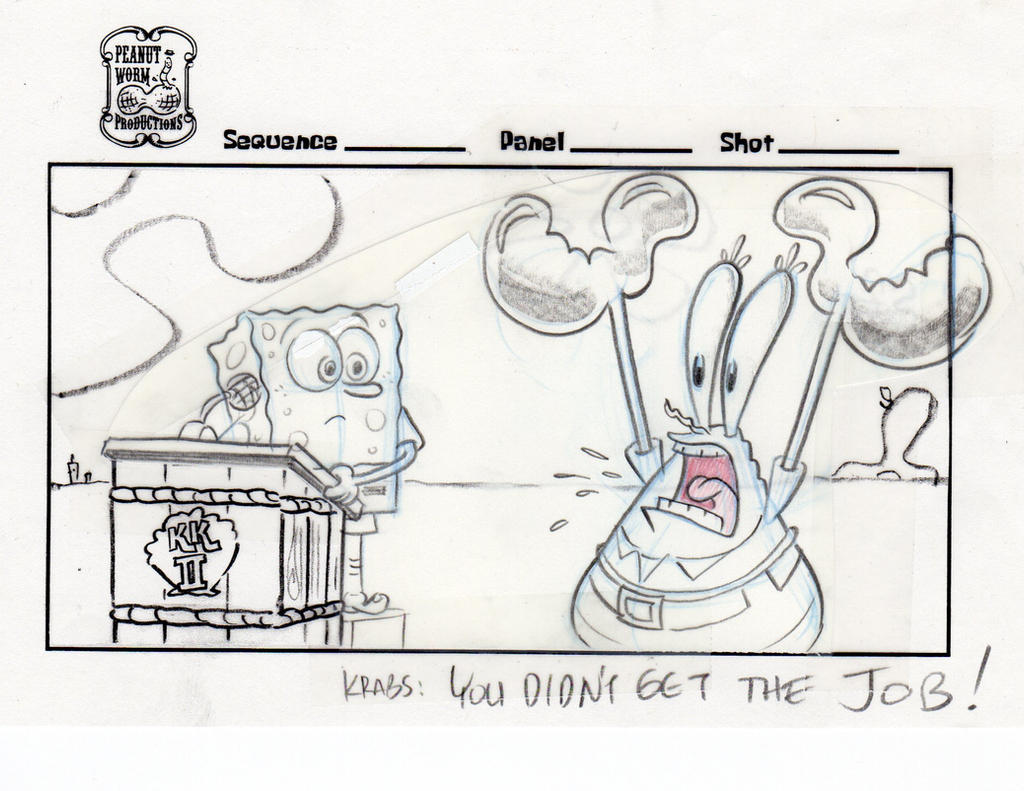 PEANUT
WORM
PRODUCTIONS
Sequence Panel Shot
KK
II
KRABS: YOU DIDN'T GET THE JOB!